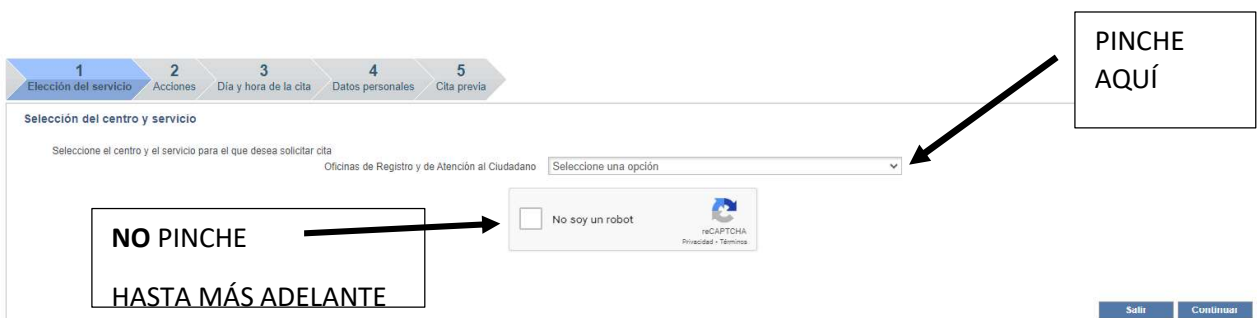 PINCHE
AQUÍ
1 2 3 4 5
Elección del servicio Acciones Día y hora de la cita Datos personales Cita previa
Selección del centro y servicio
Seleccione el centro y el servicio para el que desea solicitar cita
Oficinas de Registro y de Atención al Ciudadano Seleccione una opción
No soy un robot
reCAPTCHA
Privacidad - Términos
NO PINCHE
HASTA MÁS ADELANTE
Salir Continuar